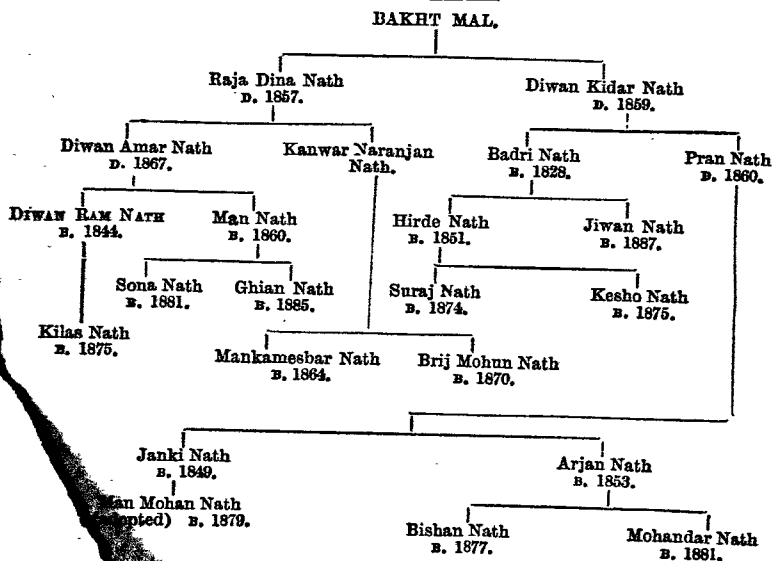 BAKHT MAL.
Raja Dina Nath
D. 1857.
Diwan Kidar Nath
D. 1859.
Diwan Amar Nath
D. 1867.
Kanwar Naranjan
Nath.
Badri Nath
B. 1828.
Pran Nath
D. 1860.
DIWAN RAM NATH
B. 1844.
Man Nath
B. 1860.
Hirde Nath
B. 1851.
Jiwan Nath
B. 1887.
Sona Nath
B. 1881.
Ghian Nath
B. 1885.
Suraj Nath
B. 1874.
Kesho Nath
B. 1875.
Kilas Nath
B. 1875.
Mankamesbar Nath
B. 1864.
Brij Mohun Nath
B. 1870.
Janki Nath
B. 1849.
Arjan Nath
B. 1853.
Man Mohan Nath
(adopted) B. 1879.
Bishan Nath
B. 1877.
Mohandar Nath
B. 1881.